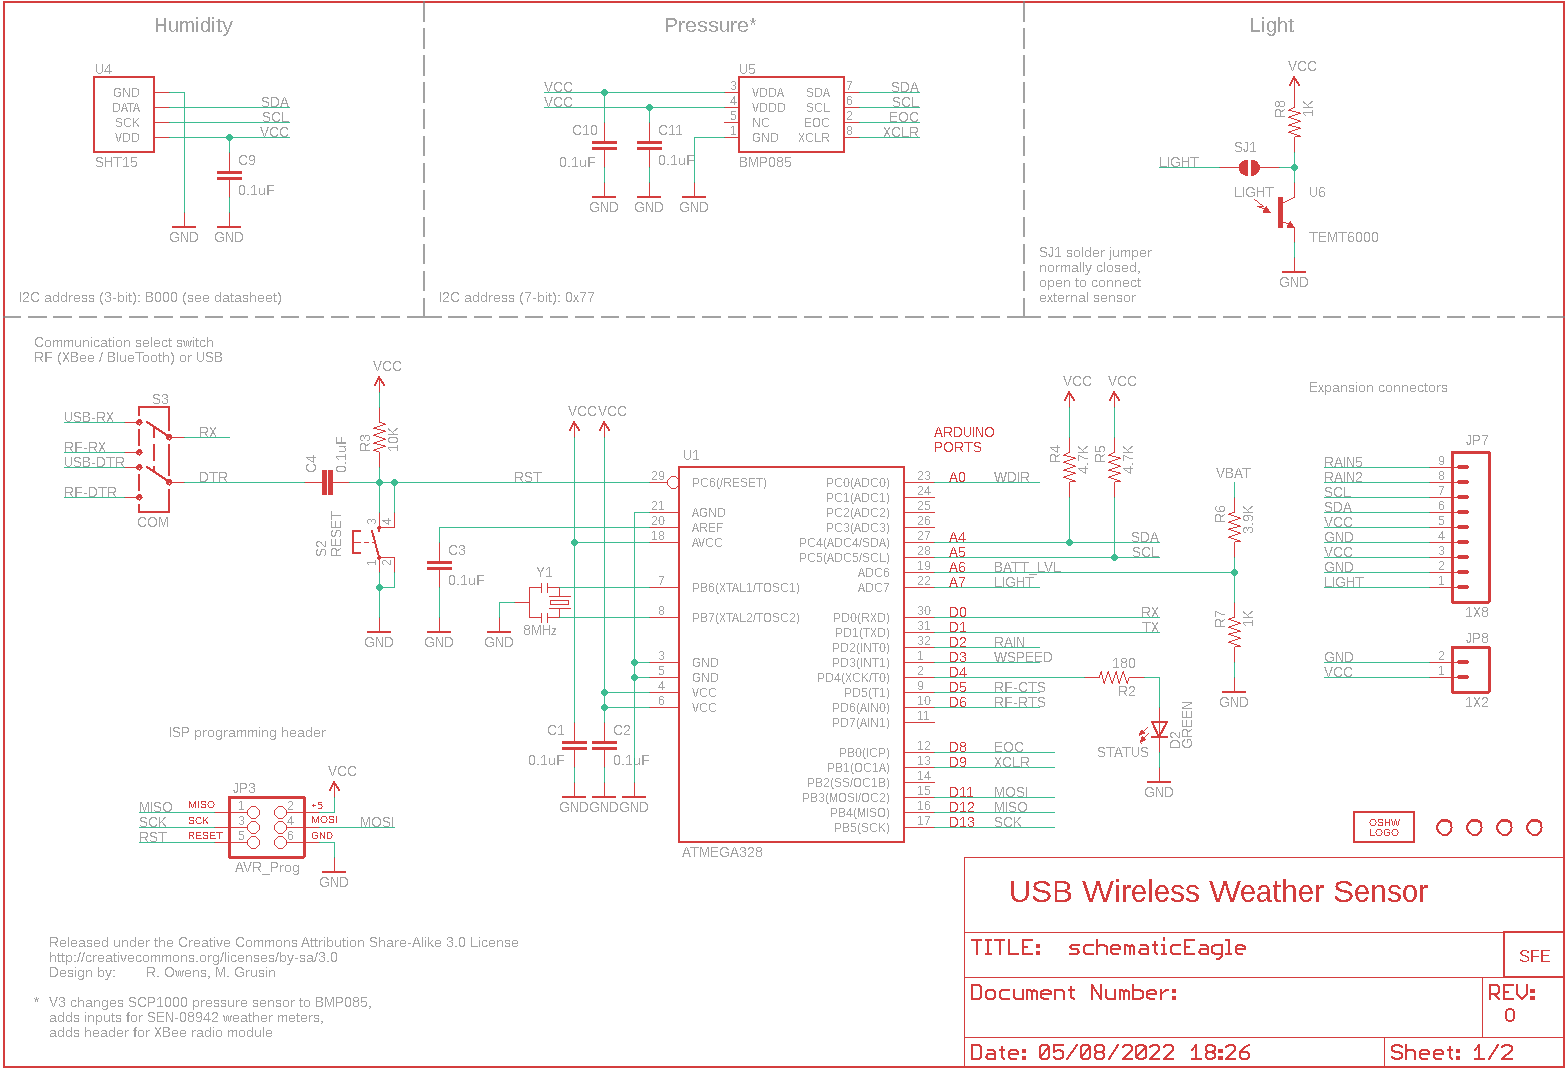 Humidity
U4
GND
DATA
SCK
VDD
SHT15
SDA
SCL
VCC
C9
0.1uF
GND
GND
I2C address (3-bit): B000 (see datasheet)
Pressure*
VCC
VCC
C10
0.1uF
C11
0.1uF
GND
GND
GND
U5
3
4
5
1
VDDA
VDDD
NC
GND
SDA
SCL
EOC
XCLR
7
6
2
8
SDA
SCL
EOC
XCLR
BMP085
I2C address (7-bit): 0x77
Light
VCC
R8
1K
SJ1
LIGHT
LIGHT
U6
TEMT6000
GND
SJ1 solder jumper
normally closed,
open to connect
external sensor
Communication select switch
RF (XBee / BlueTooth) or USB
S3
USB-RX
RF-RX
USB-DTR
RF-DTR
RX
DTR
COM
VCC
R3
10K
C4
0.1uF
RST
S2
RESET
3
4
1
2
GND
C3
0.1uF
GND
Y1
8MHz
GND
VCC
VCC
C1
0.1uF
C2
0.1uF
GND
GND
GND
U1
29
21
20
18
7
8
3
5
4
6
PC6(/RESET)
AGND
AREF
AVCC
PB6(XTAL1/TOSC1)
PB7(XTAL2/TOSC2)
GND
GND
VCC
VCC
ATMEGA328
ARDUINO
PORTS
PC0(ADC0) 23 A0 WDIR
PC1(ADC1) 24
PC2(ADC2) 25
PC3(ADC3) 26
PC4(ADC4/SDA) 27 A4 SDA
PC5(ADC5/SCL) 28 A5 SCL
ADC6 19 A6 BATT_LVL
ADC7 22 A7 LIGHT
PD0(RXD) 30 D0 RX
PD1(TXD) 31 D1 TX
PD2(INT0) 32 D2 RAIN
PD3(INT1) 1 D3 WSPEED
PD4(XCK/T0) 2 D4
PD5(T1) 9 D5 RF-CTS
PD6(AIN0) 10 D6 RF-RTS
PD7(AIN1) 11
PB0(ICP) 12 D8 EOC
PB1(OC1A) 13 D9 XCLR
PB2(SS/OC1B) 14
PB3(MOSI/OC2) 15 D11 MOSI
PB4(MISO) 16 D12 MISO
PB5(SCK) 17 D13 SCK
VCC
VCC
R4
4.7K
R5
4.7K
VBAT
R6
3.9K
R7
1K
GND
180
R2
D2
GREEN
STATUS
GND
Expansion connectors
JP7
RAIN5 9
RAIN2 8
SCL 7
SDA 6
VCC 5
GND 4
VCC 3
GND 2
LIGHT 1
1X8
JP8
GND 2
VCC 1
1X2
ISP programming header
JP3
VCC
MISO MISO 1 2 +5
SCK SCK 3 4 MOSI MOSI
RST RESET 5 6 GND
AVR_Prog
GND
OSHW
LOGO
Released under the Creative Commons Attribution Share-Alike 3.0 License
http://creativecommons.org/licenses/by-sa/3.0
Design by: R. Owens, M. Grusin
* V3 changes SCP1000 pressure sensor to BMP085,
adds inputs for SEN-08942 weather meters,
adds header for XBee radio module
USB Wireless Weather Sensor
TITLE: schematicEagle
SFE
Document Number:
REV:
0
Date: 05/08/2022 18:26
Sheet: 1/2